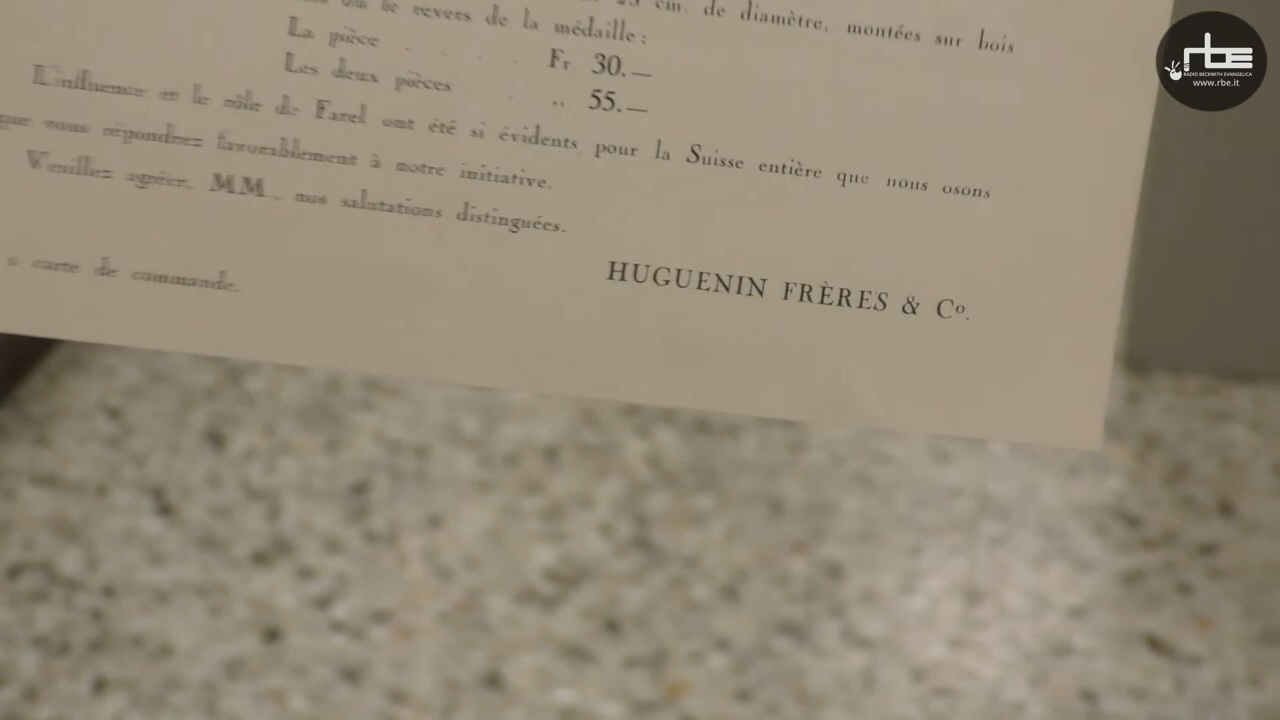 cm. de diamètre, montées sur bois
le revers de la médaille :
La pièce . . . . Fr 30.—
Les deux pièces . „ 55.—
L'influence et le rôle de Farel ont été si évidents pour la Suisse entière que nous osons
que vous répondrez favorablement à notre initiative.
Veuillez agréer, MM., nos salutations distinguées.
HUGUENIN FRÈRES & Co.
carte de commande.
rbe
RADIO BECKWITH EVANGELICA
www.rbe.it